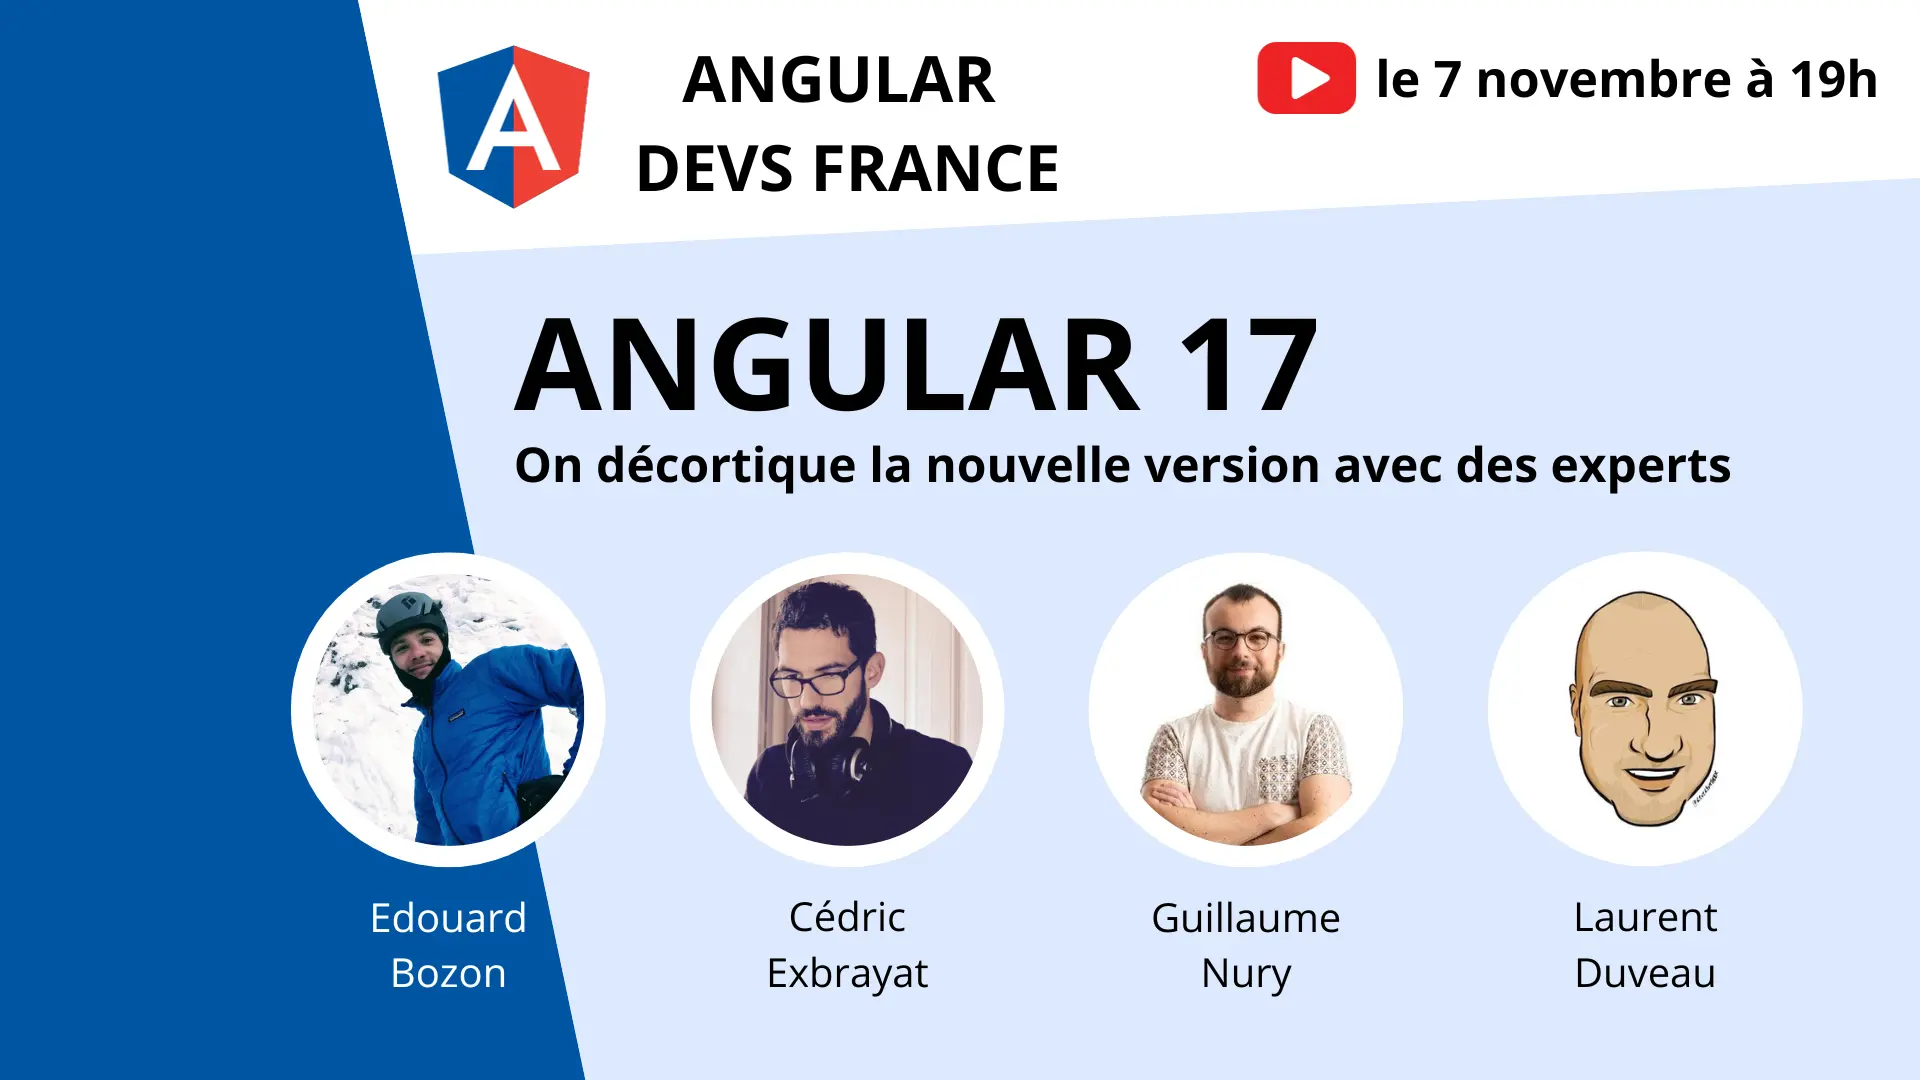 ANGULAR
DEVS FRANCE
le 7 novembre à 19h
ANGULAR 17
On décortique la nouvelle version avec des experts
Edouard
Bozon
Cédric
Exbrayat
Guillaume
Nury
Laurent
Duveau